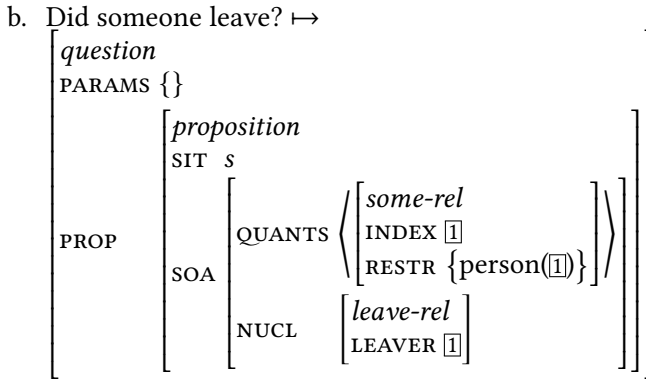 b. Did someone leave? ↦
question
PARAMS {}
proposition
SIT s
some-rel
QUANTS ⟨ INDEX 1 ⟩
RESTR {person(1)}
PROP
SOA
leave-rel
NUCL
LEAVER 1